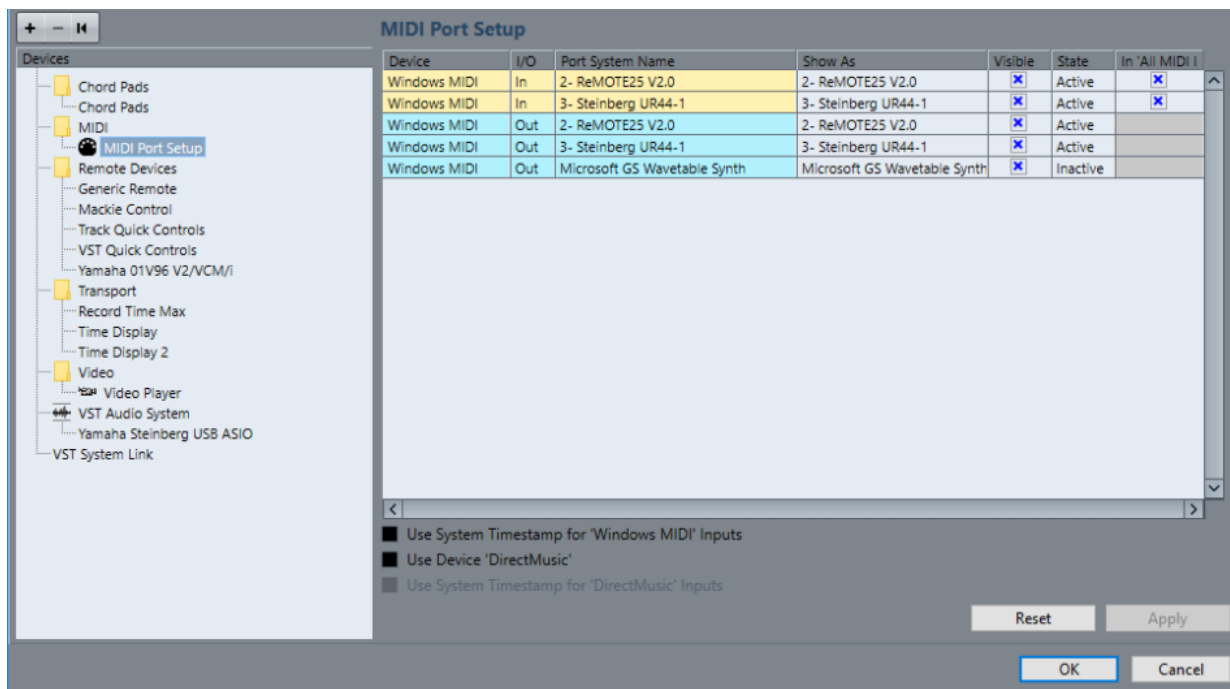 MIDI Port Setup
Devices
Chord Pads
Chord Pads
MIDI
MIDI Port Setup
Remote Devices
Generic Remote
Mackie Control
Track Quick Controls
VST Quick Controls
Yamaha 01V96 V2/VCM/i
Transport
Record Time Max
Time Display
Time Display 2
Video
Video Player
VST Audio System
Yamaha Steinberg USB ASIO
VST System Link
Device I/O Port System Name Show As Visible State In 'All MIDI I
Windows MIDI In 2- ReMOTE25 V2.0 2- ReMOTE25 V2.0 Active
Windows MIDI In 3- Steinberg UR44-1 3- Steinberg UR44-1 Active
Windows MIDI Out 2- ReMOTE25 V2.0 2- ReMOTE25 V2.0 Active
Windows MIDI Out 3- Steinberg UR44-1 3- Steinberg UR44-1 Active
Windows MIDI Out Microsoft GS Wavetable Synth Microsoft GS Wavetable Synth Inactive
Use System Timestamp for 'Windows MIDI' Inputs
Use Device 'DirectMusic'
Use System Timestamp for 'DirectMusic' Inputs
Reset Apply
OK Cancel